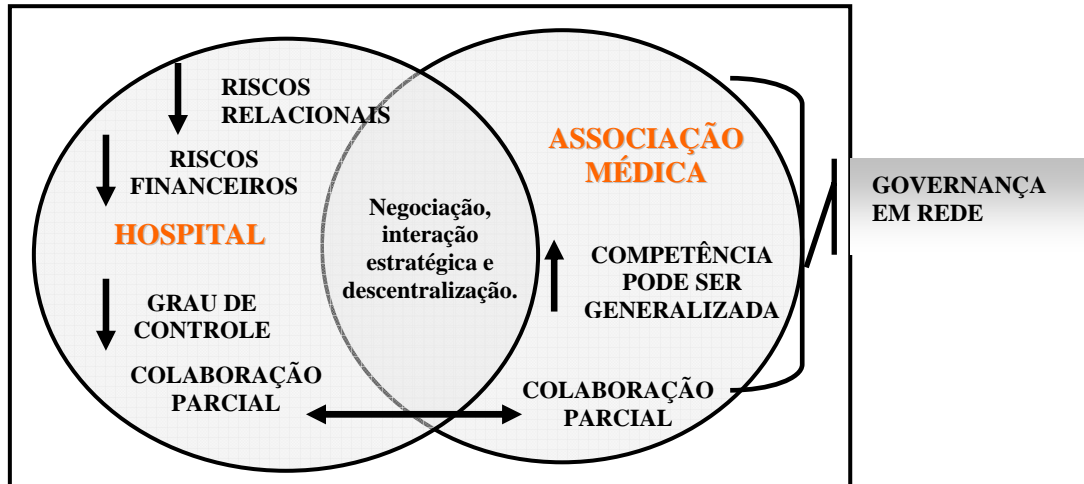 RISCOS
RELACIONAIS
RISCOS
FINANCEIROS
HOSPITAL
GRAU DE
CONTROLE
COLABORAÇÃO
PARCIAL
Negociação,
interação
estratégica e
descentralização.
ASSOCIAÇÃO
MÉDICA
COMPETÊNCIA
PODE SER
GENERALIZADA
COLABORAÇÃO
PARCIAL
GOVERNANÇA
EM REDE